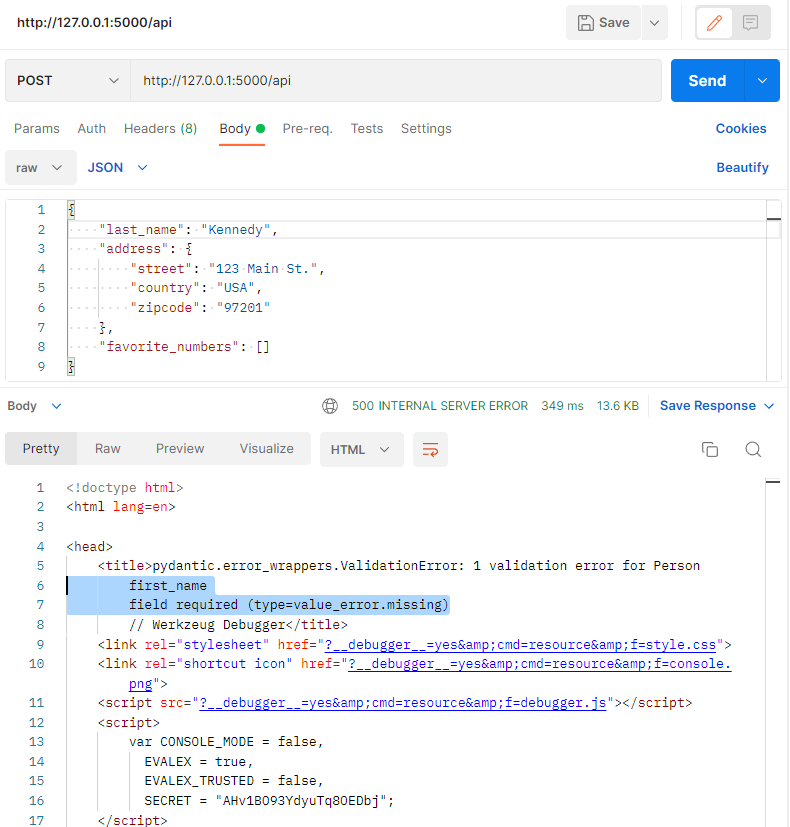 http://127.0.0.1:5000/api
Save
POST
http://127.0.0.1:5000/api
Send
Params Auth Headers (8) Body Pre-req. Tests Settings Cookies
raw JSON Beautify
1 {
2 ····"last_name":·"Kennedy",
3 ····"address":·{
4 ········"street":·"123·Main·St.",
5 ········"country":·"USA",
6 ········"zipcode":·"97201"
7 ····},
8 ····"favorite_numbers":·[]
9 }
Body 500 INTERNAL SERVER ERROR 349 ms 13.6 KB Save Response
Pretty Raw Preview Visualize HTML
1 <!doctype html>
2 <html lang=en>
3
4 <head>
5 <title>pydantic.error_wrappers.ValidationError: 1 validation error for Person
6 first_name
7 field required (type=value_error.missing)
8 // Werkzeug Debugger</title>
9 <link rel="stylesheet" href="?__debugger__=yes&amp;cmd=resource&amp;f=style.css">
10 <link rel="shortcut icon" href="?__debugger__=yes&amp;cmd=resource&amp;f=console.
png">
11 <script src="?__debugger__=yes&amp;cmd=resource&amp;f=debugger.js"></script>
12 <script>
13 var CONSOLE_MODE = false,
14 EVALEX = true,
15 EVALEX_TRUSTED = false,
16 SECRET = "AHv1BO93YdyuTq8OEDbj";
17 </script>